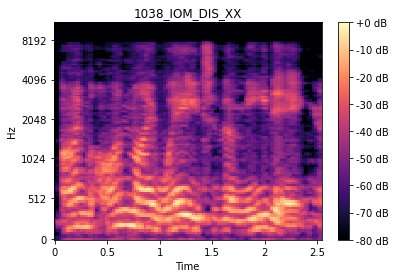 1038_IOM_DIS_XX
+0 dB
8192
-10 dB
-20 dB
4096
-30 dB
Hz
2048
-40 dB
1024
-50 dB
512
-60 dB
-70 dB
0
-80 dB
0 0.5 1 1.5 2 2.5
Time